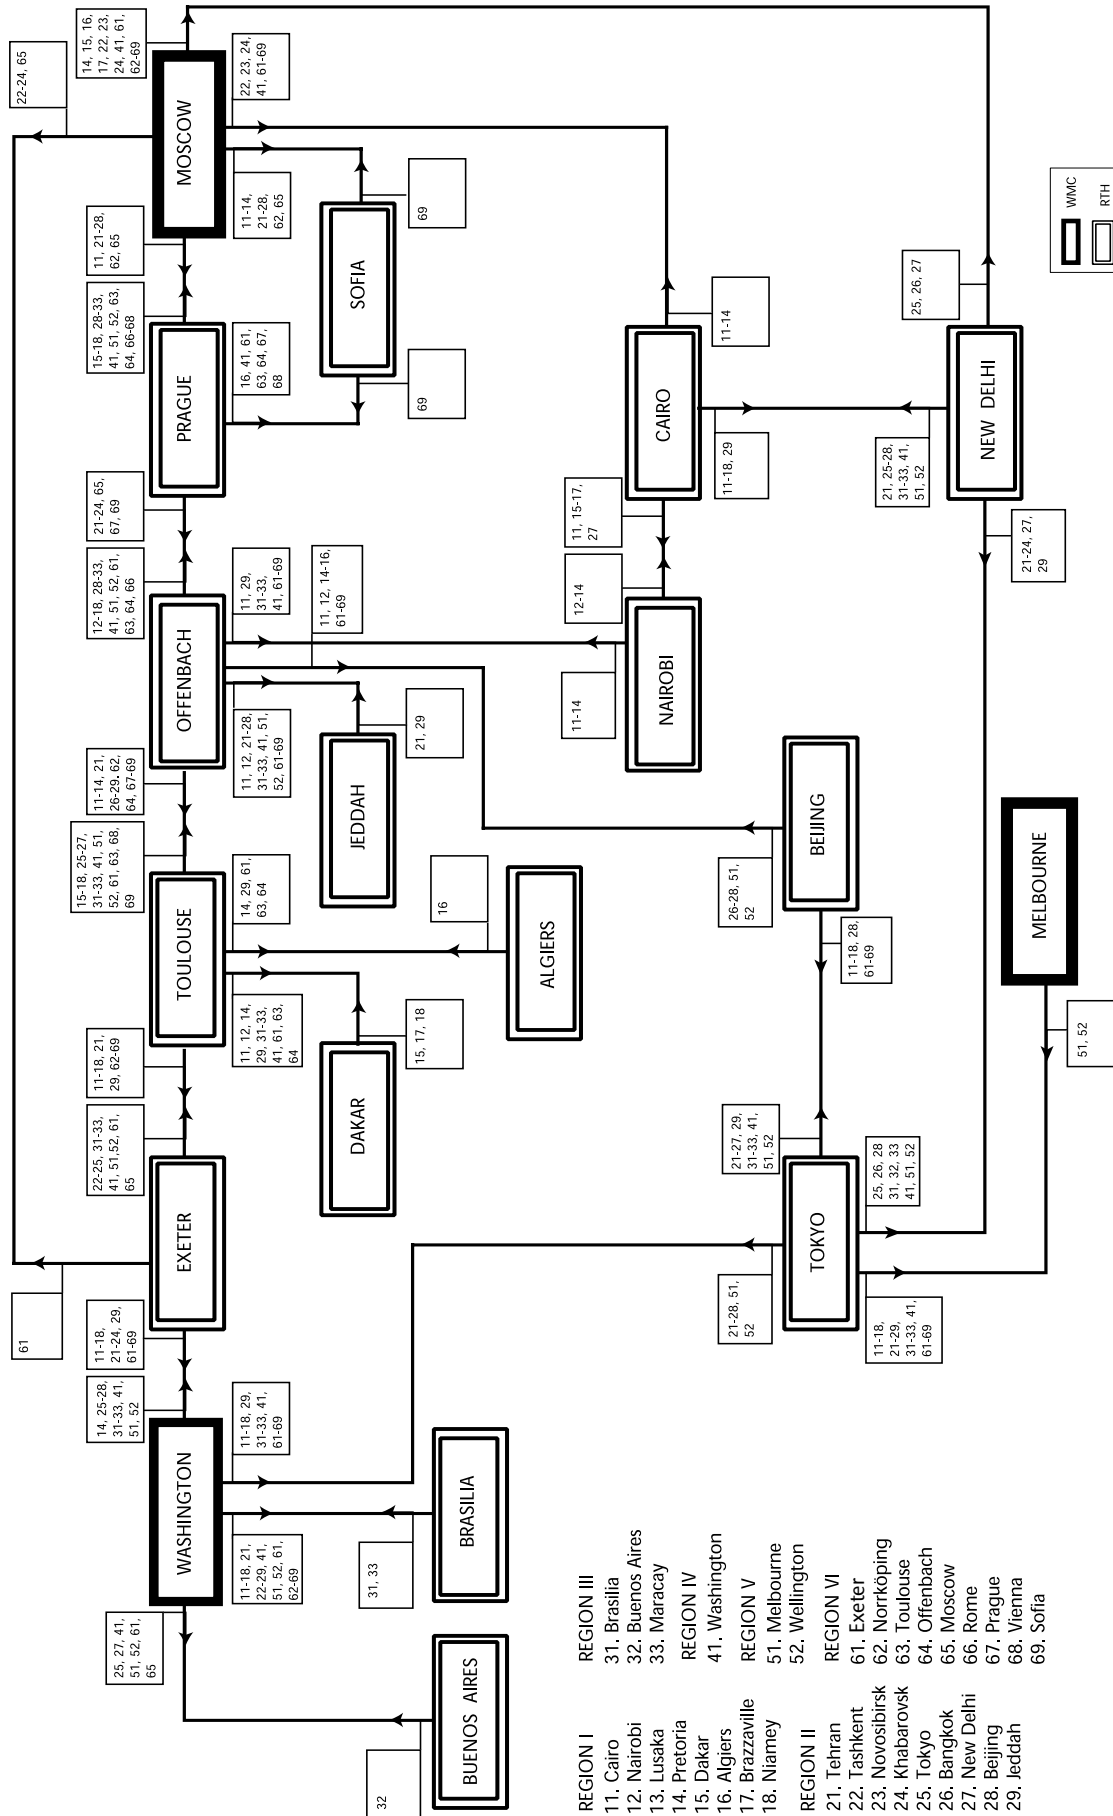 22-24, 65
14, 15, 16,
17, 22, 23,
24, 41, 61,
62-69
MOSCOW
22, 23, 24,
41, 61-69
11-14,
21-28,
62, 65
11, 21-28,
62, 65
15-18, 28-33,
41, 51, 52, 63,
64, 66-68
SOFIA
69
69
PRAGUE
16, 41, 61,
63, 64, 67,
68
21-24, 65,
67, 69
12-18, 28-33,
41, 51, 52, 61,
63, 64, 66
OFFENBACH
11, 29,
31-33,
41, 61-69
11, 12, 14-16,
61-69
11, 12, 21-28,
31-33, 41, 51,
52, 61-69
11-14, 21,
26-29. 62,
64, 67-69
15-18, 25-27,
31-33, 41, 51,
52, 61, 63, 68,
69
JEDDAH
21, 29
TOULOUSE
14, 29, 61,
63, 64
11, 12, 14,
29, 31-33,
41, 61, 63,
64
16
ALGIERS
15, 17, 18
DAKAR
11-18, 21,
29, 62-69
22-25, 31-33,
41, 51,52, 61,
65
EXETER
61
11-18,
21-24, 29,
61-69
14, 25-28,
31-33, 41,
51, 52
WASHINGTON
11-18, 29,
31-33, 41,
61-69
11-18, 21,
22-29, 41,
51, 52, 61,
62-69
31, 33
BRASILIA
25, 27, 41,
51, 52, 61,
65
BUENOS AIRES
32
CAIRO
11-14
11-18, 29
11, 15-17,
27
12-14
NAIROBI
11-14
25, 26, 27
NEW DELHI
21, 25-28,
31-33, 41,
51, 52
21-24, 27,
29
BEIJING
26-28, 51,
52
11-18, 28,
61-69
MELBOURNE
51, 52
21-27, 29,
31-33, 41,
51, 52
TOKYO
25, 26, 28
31, 32, 33
41, 51, 52
21-28, 51,
52
11-18,
21-29,
31-33, 41,
61-69
WMC
RTH
REGION I
11. Cairo
12. Nairobi
13. Lusaka
14. Pretoria
15. Dakar
16. Algiers
17. Brazzaville
18. Niamey
REGION II
21. Tehran
22. Tashkent
23. Novosibirsk
24. Khabarovsk
25. Tokyo
26. Bangkok
27. New Delhi
28. Beijing
29. Jeddah
REGION III
31. Brasilia
32. Buenos Aires
33. Maracay
REGION IV
41. Washington
REGION V
51. Melbourne
52. Wellington
REGION VI
61. Exeter
62. Norrköping
63. Toulouse
64. Offenbach
65. Moscow
66. Rome
67. Prague
68. Vienna
69. Sofia